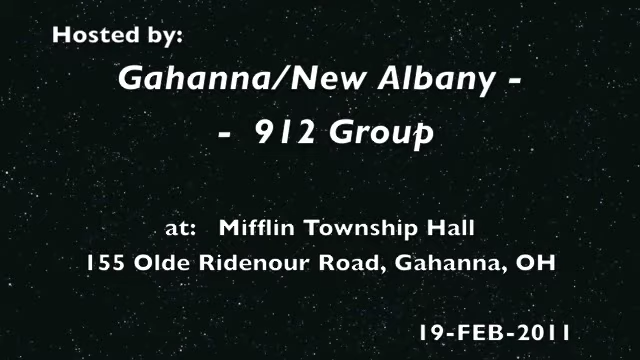 Hosted by:
Gahanna/New Albany -
- 912 Group
at: Mifflin Township Hall
155 Olde Ridenour Road, Gahanna, OH
19-FEB-2011